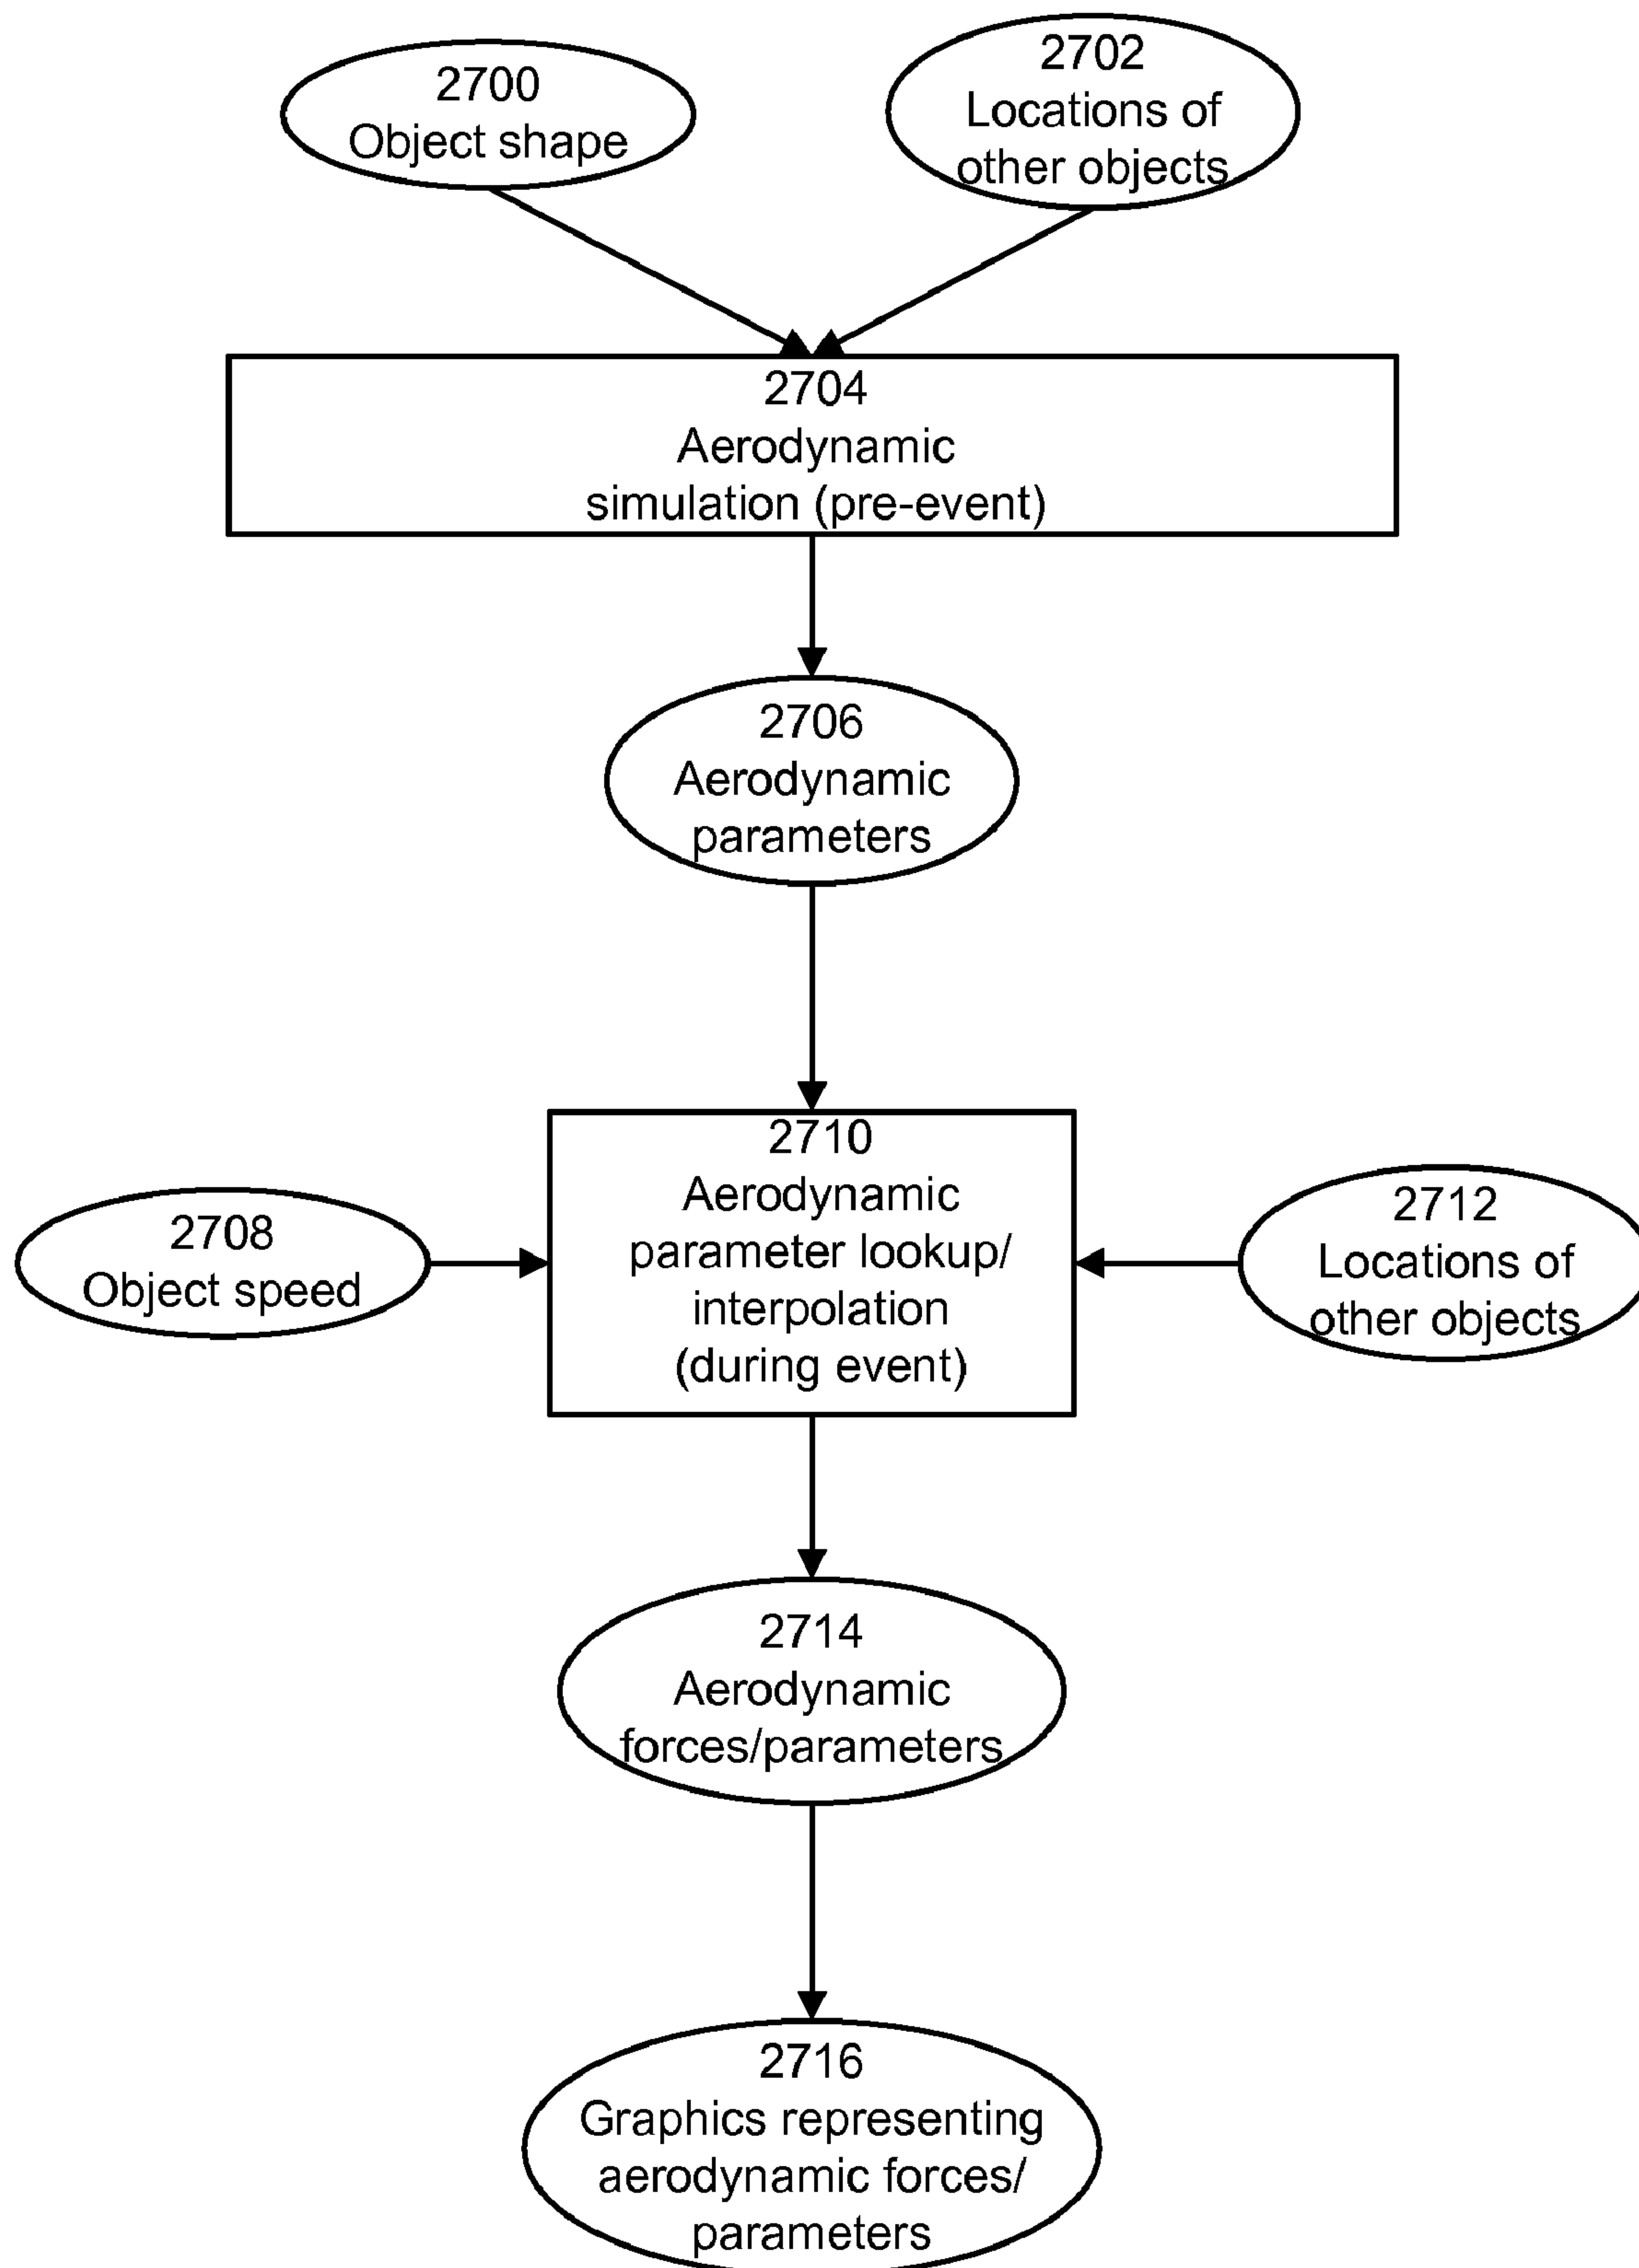 2700
Object shape
2702
Locations of
other objects
2704
Aerodynamic
simulation (pre-event)
2706
Aerodynamic
parameters
2708
Object speed
2710
Aerodynamic
parameter lookup/
interpolation
(during event)
2712
Locations of
other objects
2714
Aerodynamic
forces/parameters
2716
Graphics representing
aerodynamic forces/
parameters